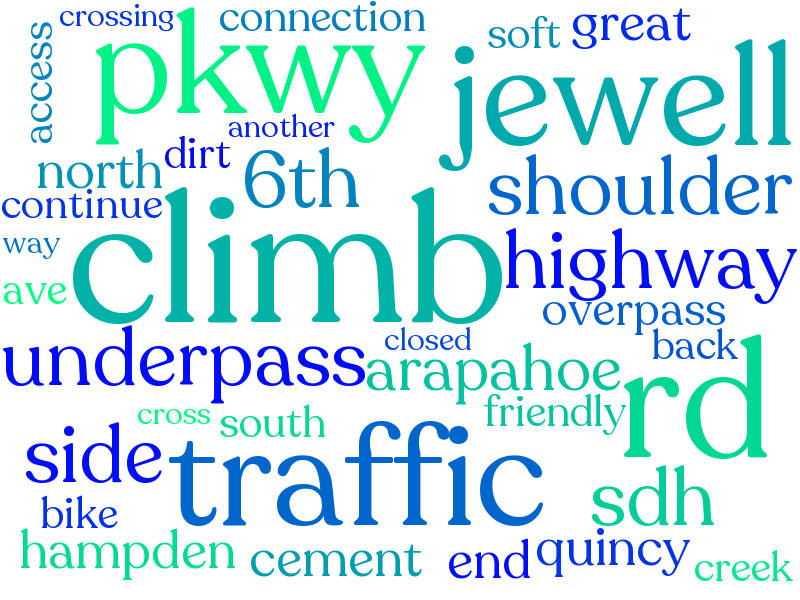 crossing
connection
soft
great
access
pkwy
jewell
another
dirt
north
6th
shoulder
continue
climb
way
highway
ave
overpass
closed
back
underpass
arapahoe
rd
cross
south
friendly
side
traffic
sdh
bike
hampden
cement
end
quincy
creek